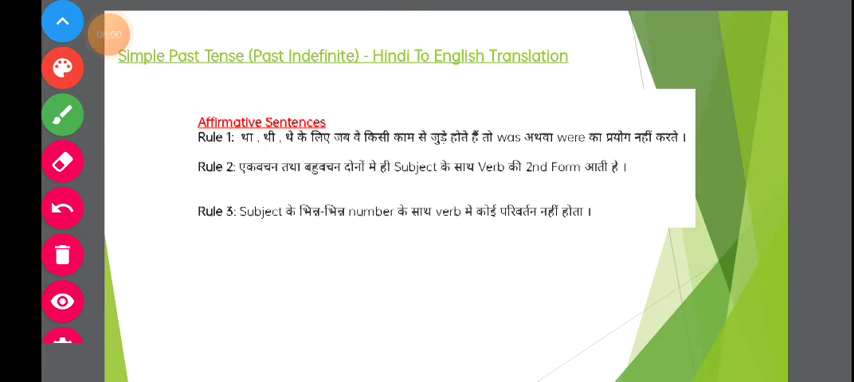 Simple Past Tense (Past Indefinite) - Hindi To English Translation
Affirmative Sentences
Rule 1: था , थी , थे के लिए जब वे किसी काम से जुड़े होते हैं तो was अथवा were का प्रयोग नहीं करते ।
Rule 2: एकवचन तथा बहुवचन दोनों मे ही Subject के साथ Verb की 2nd Form आती है ।
Rule 3: Subject के भिन्न-भिन्न number के साथ verb मे कोई परिवर्तन नहीं होता ।